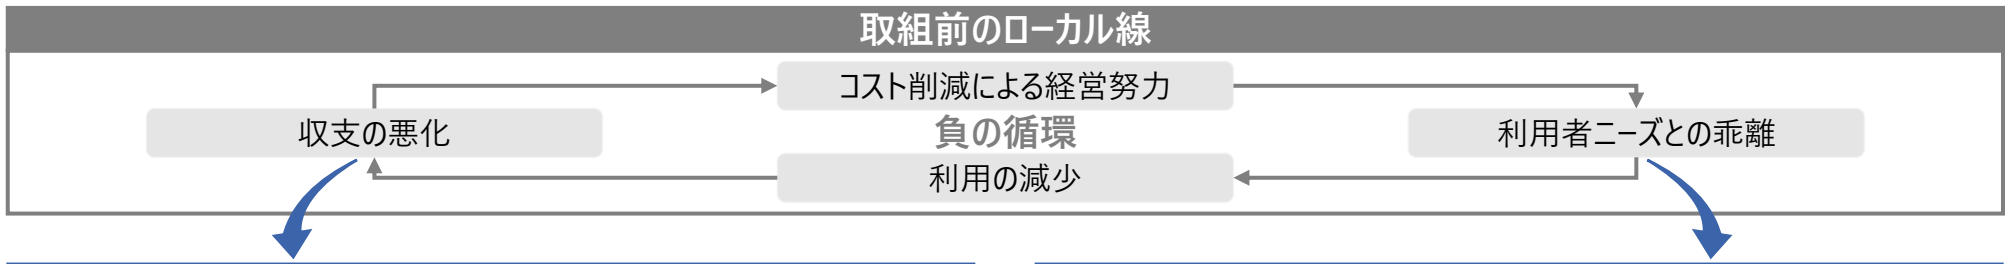 取組前のローカル線
コスト削減による経営努力
収支の悪化
負の循環
利用者ニーズとの乖離
利用の減少